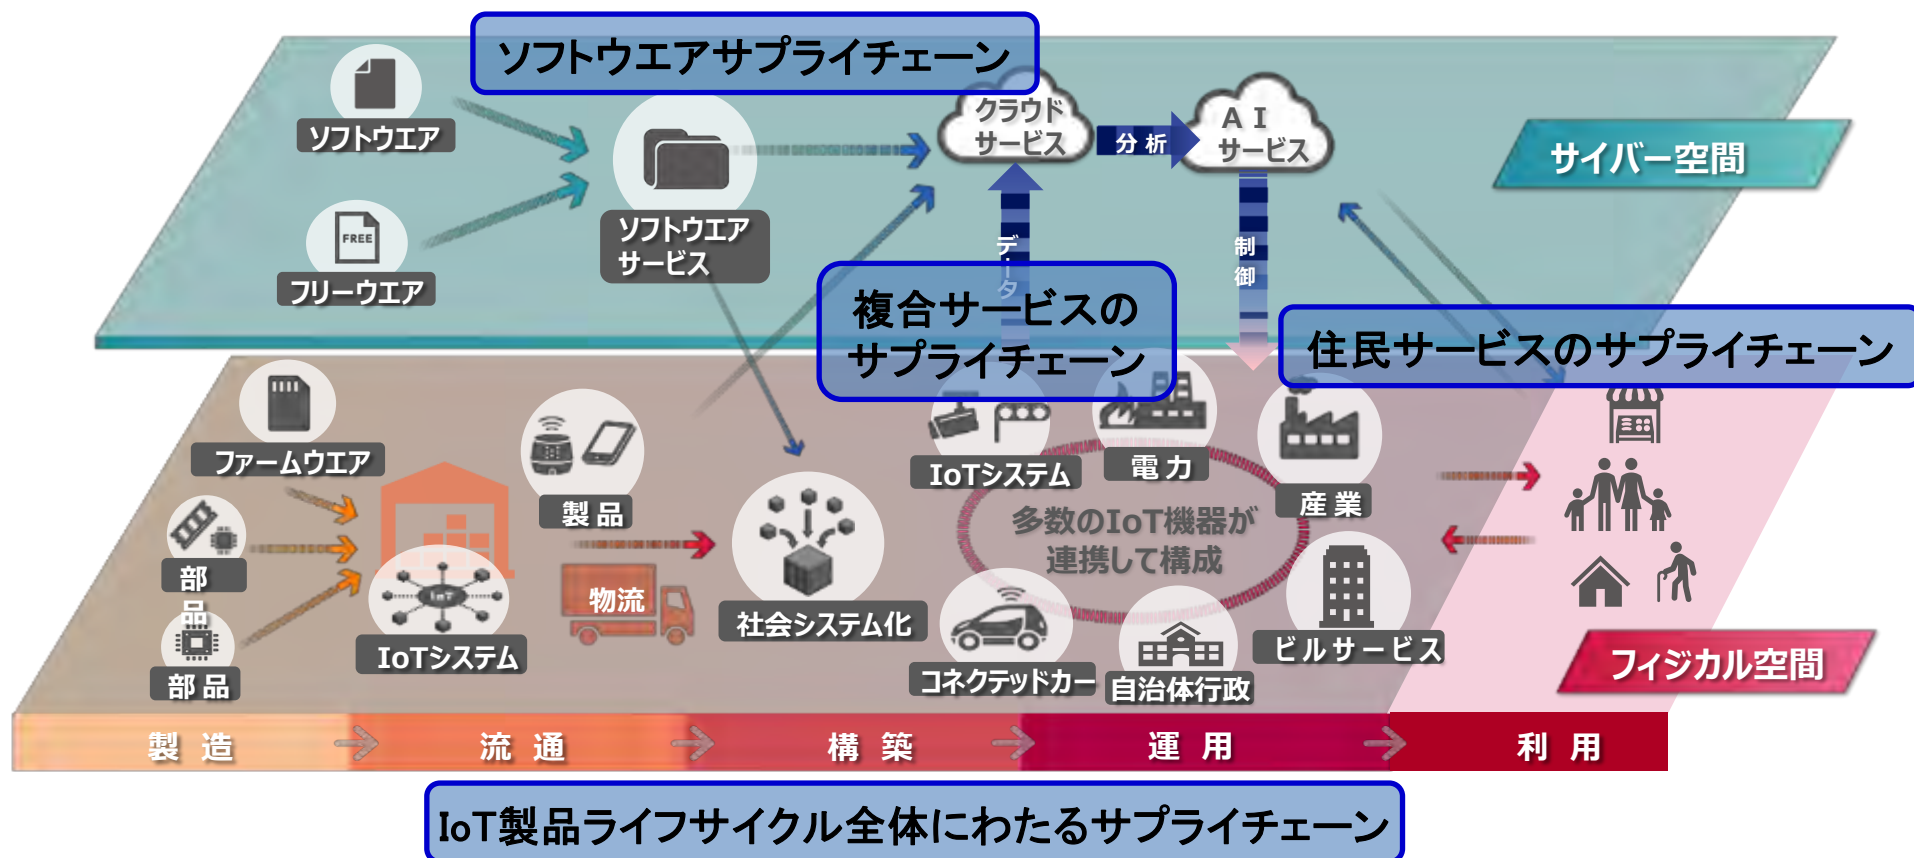 ソフトウエアサプライチェーン
ソフトウエア
クラウド
サービス
分析
AI
サービス
サイバー空間
FREE
フリーウエア
ソフトウエア
サービス
データ
制御
複合サービスの
サプライチェーン
住民サービスのサプライチェーン
ファームウエア
製品
IoTシステム
電力
産業
部品
多数のIoT機器が
連携して構成
物流
部品
IoTシステム
IoT
社会システム化
コネクテッドカー
自治体行政
ビルサービス
フィジカル空間
製造
流通
構築
運用
利用
IoT製品ライフサイクル全体にわたるサプライチェーン